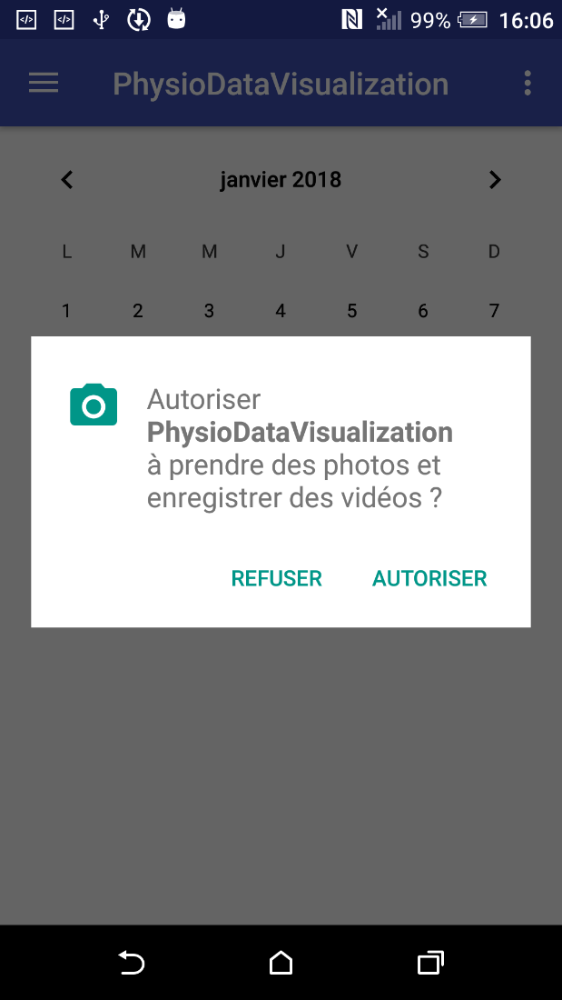 99% 16:06
PhysioDataVisualization
janvier 2018
L M M J V S D
1 2 3 4 5 6 7
Autoriser
PhysioDataVisualization
à prendre des photos et
enregistrer des vidéos ?
REFUSER AUTORISER